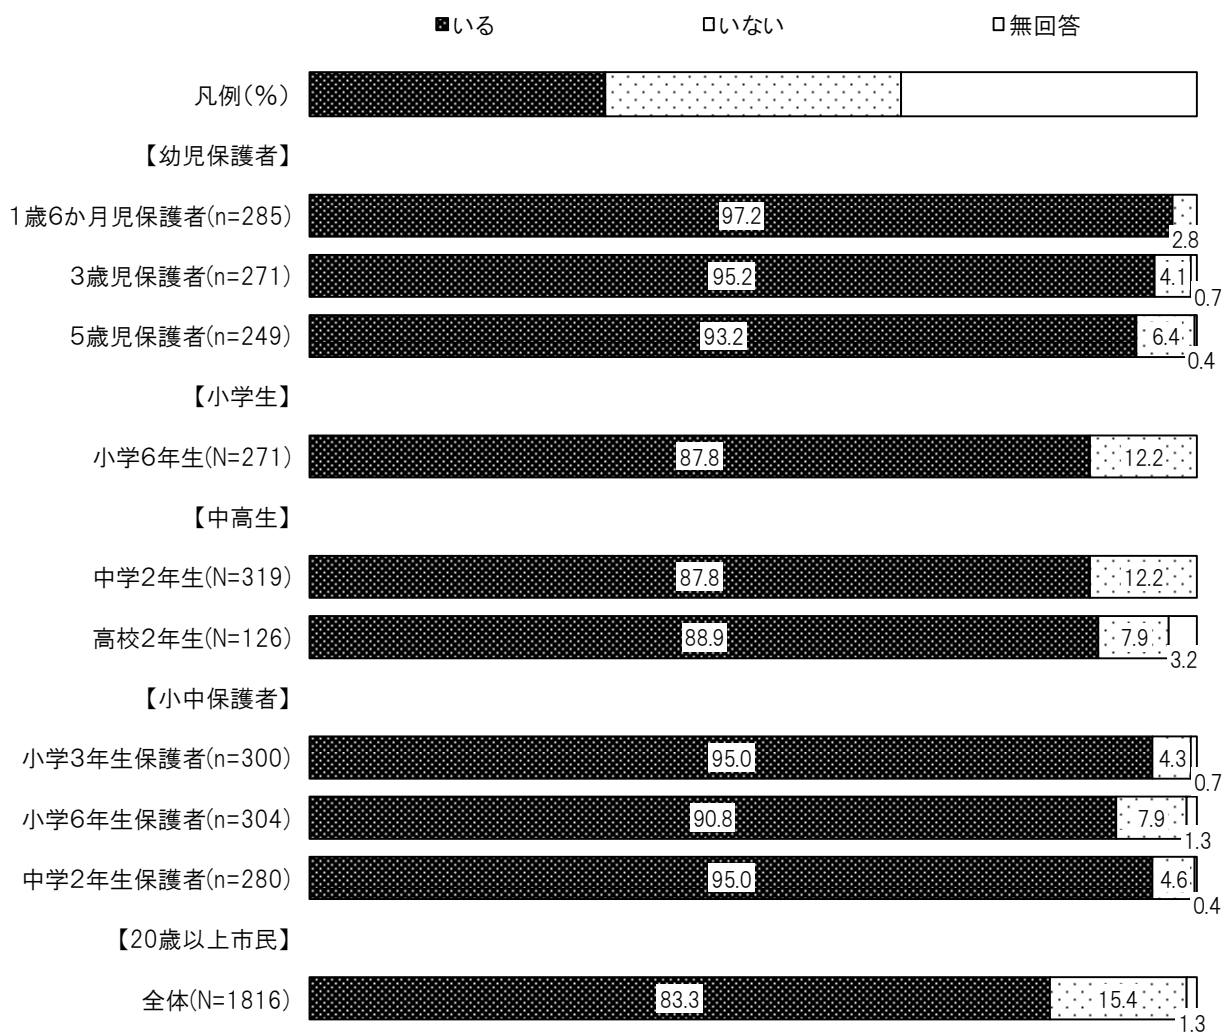 いる いない 無回答
凡例(%)
【幼児保護者】
1歳6か月児保護者(n=285) 97.2 2.8
3歳児保護者(n=271) 95.2 4.1 0.7
5歳児保護者(n=249) 93.2 6.4 0.4
【小学生】
小学6年生(N=271) 87.8 12.2
【中高生】
中学2年生(N=319) 87.8 12.2
高校2年生(N=126) 88.9 7.9 3.2
【小中保護者】
小学3年生保護者(n=300) 95.0 4.3 0.7
小学6年生保護者(n=304) 90.8 7.9 1.3
中学2年生保護者(n=280) 95.0 4.6 0.4
【20歳以上市民】
全体(N=1816) 83.3 15.4 1.3